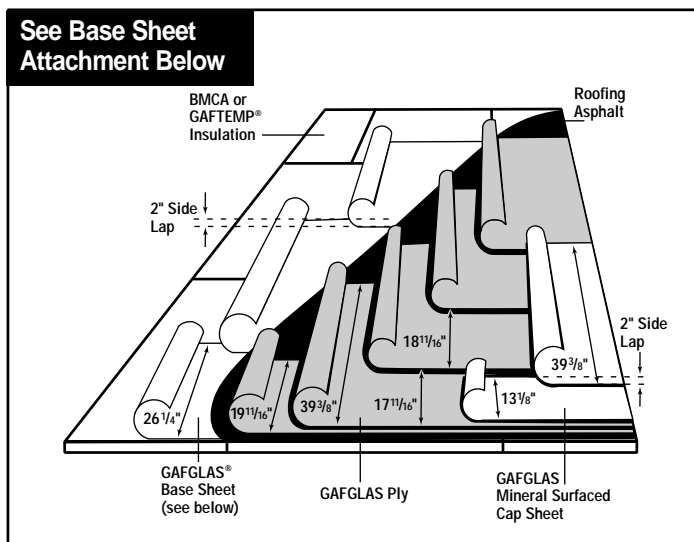 See Base Sheet
Attachment Below
BMCA or
GAFTEMP®
Insulation
Roofing
Asphalt
2" Side
Lap
2" Side
Lap
18 11/16"
39 3/8"
26 1/4"
19 11/16"
39 3/8"
17 11/16"
13 1/8"
GAFGLAS®
Base Sheet
(see below)
GAFGLAS Ply
GAFGLAS
Mineral Surfaced
Cap Sheet